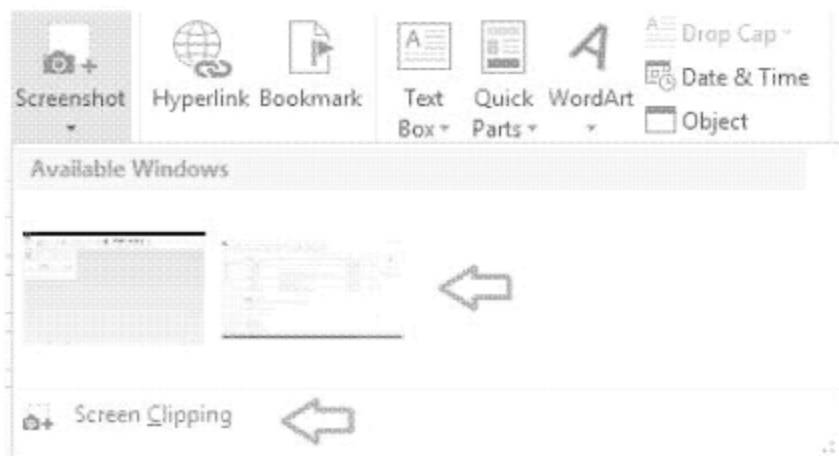 Screenshot
Hyperlink
Bookmark
A
Text
Box
Quick
Parts
A
WordArt
A
Drop Cap
Date & Time
Object
Available Windows
Screen Clipping